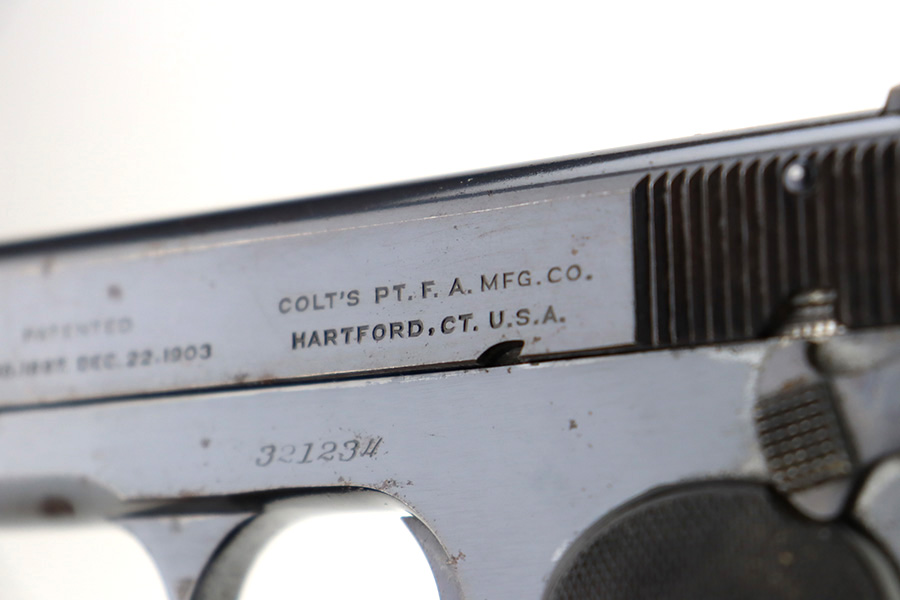 COLT'S PT. F. A. MFG. CO.
HARTFORD, CT. U.S.A.
PATENTED
DEC. 22. 1903
321234